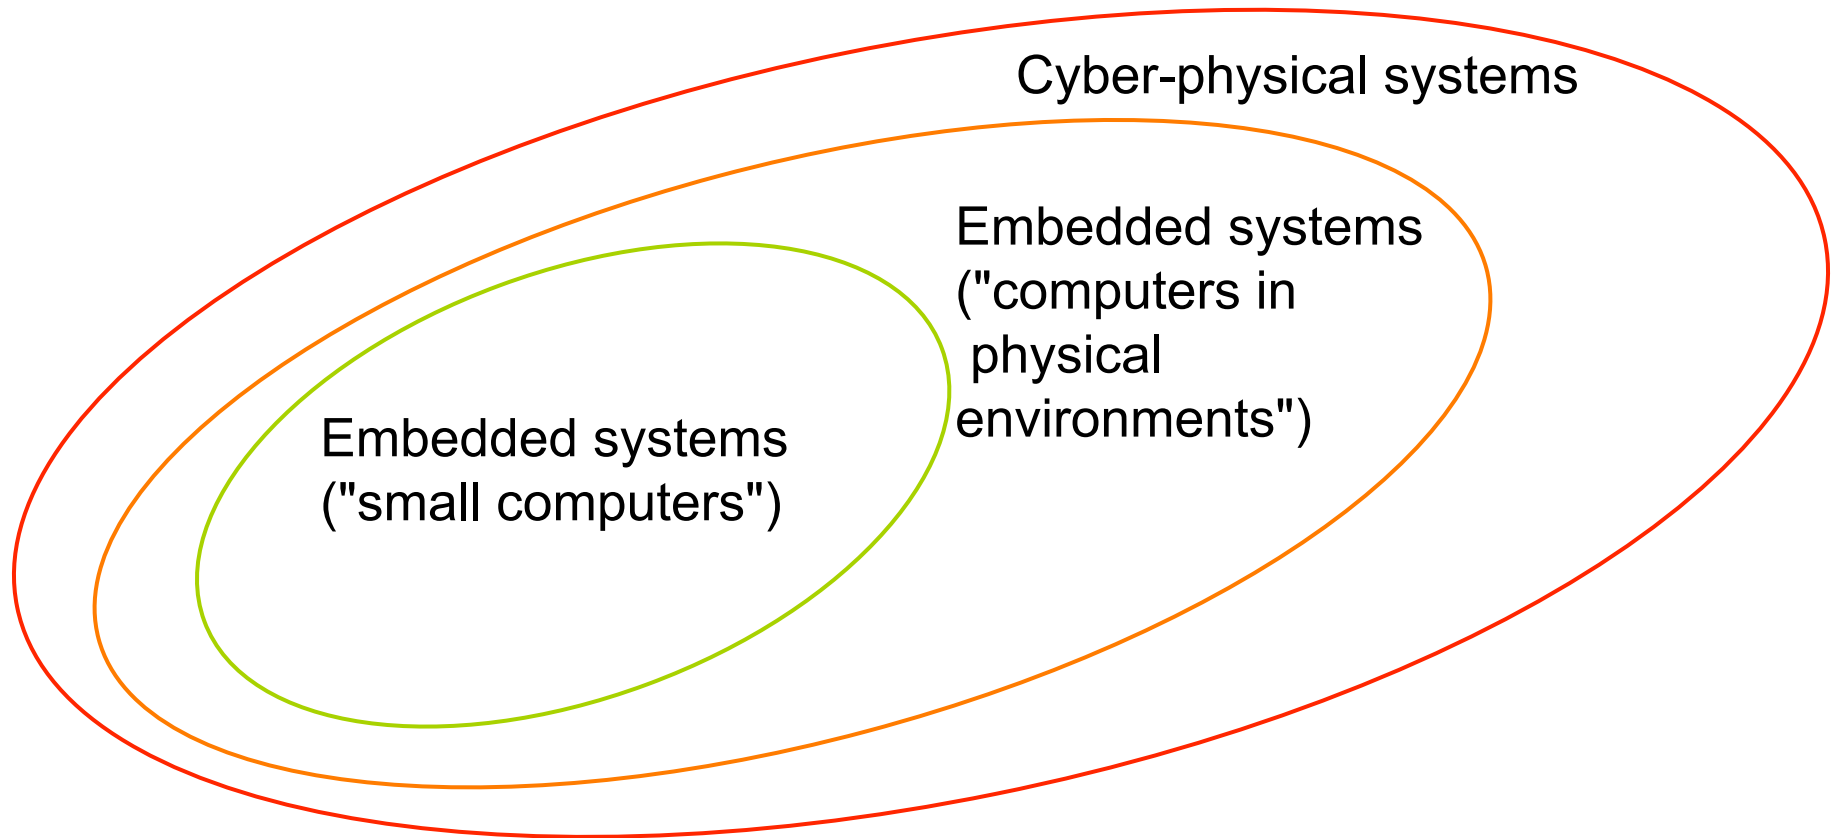 Cyber-physical systems
Embedded systems
("computers in
physical
environments")
Embedded systems
("small computers")